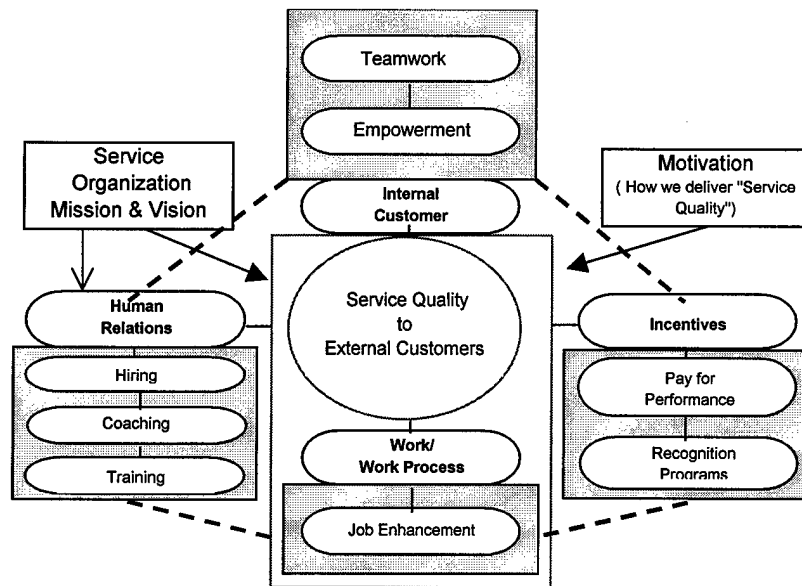 Teamwork
Empowerment
Service
Organization
Mission & Vision
Motivation
( How we deliver "Service
Quality")
Internal
Customer
Human
Relations
Service Quality
to
External Customers
Incentives
Hiring
Coaching
Training
Pay for
Performance
Recognition
Programs
Work/
Work Process
Job Enhancement